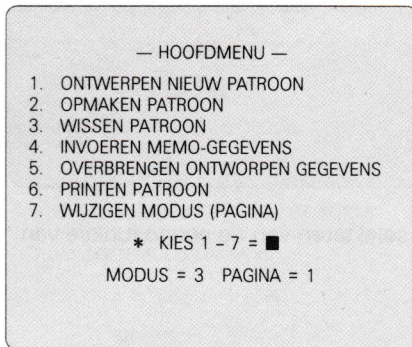 — HOOFDMENU —
1. ONTWERPEN NIEUW PATROON
2. OPMAKEN PATROON
3. WISSEN PATROON
4. INVOEREN MEMO-GEGEVENS
5. OVERBRENGEN ONTWORPEN GEGEVENS
6. PRINTEN PATROON
7. WIJZIGEN MODUS (PAGINA)
* KIES 1 – 7 = ■
MODUS = 3 PAGINA = 1